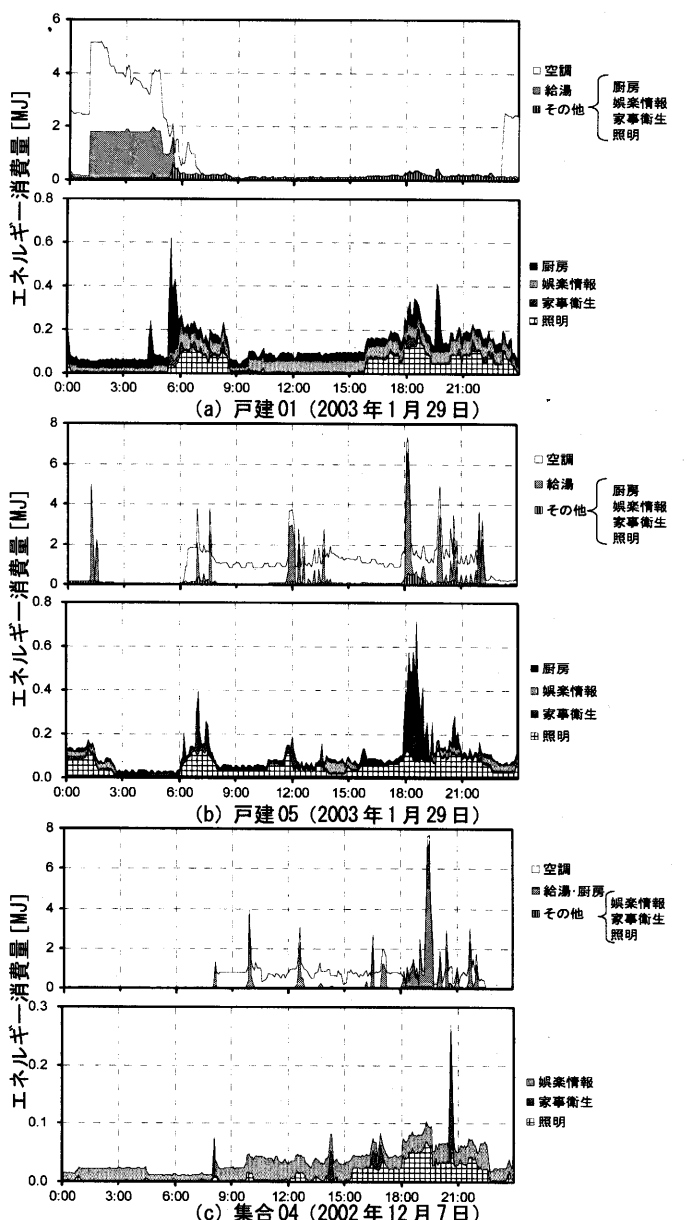 エネルギー消費量 [MJ]
6
4
2
0
空調
給湯
その他
厨房
娯楽情報
家事衛生
照明
0.8
0.6
0.4
0.2
0.0
厨房
娯楽情報
家事衛生
照明
0:00 3:00 6:00 9:00 12:00 15:00 18:00 21:00
(a) 戸建01 (2003年1月29日)
エネルギー消費量 [MJ]
8
6
4
2
0
空調
給湯
その他
厨房
娯楽情報
家事衛生
照明
0.8
0.6
0.4
0.2
0.0
厨房
娯楽情報
家事衛生
照明
0:00 3:00 6:00 9:00 12:00 15:00 18:00 21:00
(b) 戸建05 (2003年1月29日)
エネルギー消費量 [MJ]
8
6
4
2
0
空調
給湯・厨房
その他
娯楽情報
家事衛生
照明
0.3
0.2
0.1
0.0
娯楽情報
家事衛生
照明
0:00 3:00 6:00 9:00 12:00 15:00 18:00 21:00
(c) 集合04 (2002年12月7日)